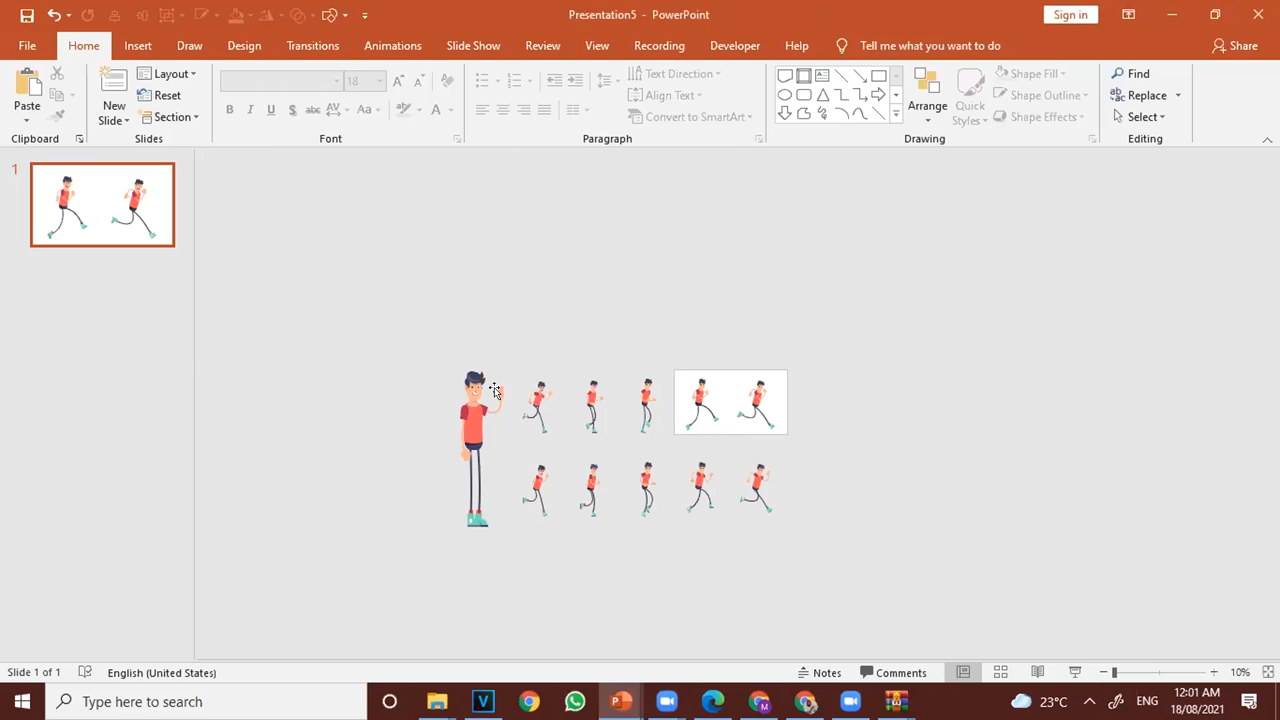 Presentation5 - PowerPoint
Sign in
File
Home
Insert
Draw
Design
Transitions
Animations
Slide Show
Review
View
Recording
Developer
Help
Tell me what you want to do
Share
Paste
Clipboard
New
Slide
Layout
Reset
Section
Slides
18
B I U S abc AV Aa A
Font
Text Direction
Align Text
Convert to SmartArt
Paragraph
Arrange
Quick
Styles
Shape Fill
Shape Outline
Shape Effects
Drawing
Find
Replace
Select
Editing
1
Slide 1 of 1
English (United States)
Notes
Comments
10%
Type here to search
23°C
ENG
12:01 AM
18/08/2021